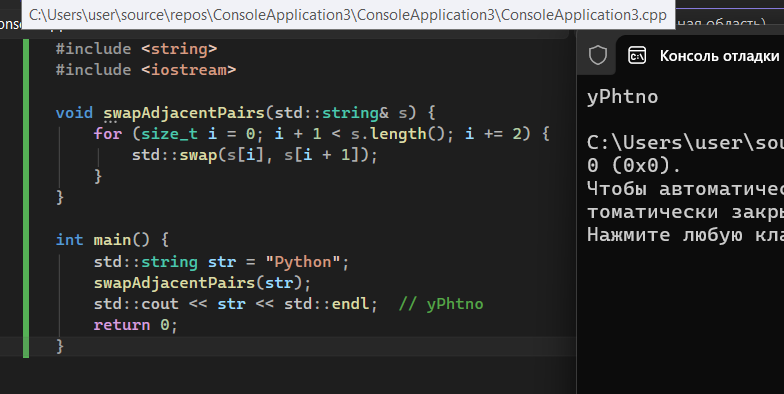 C:\Users\user\source\repos\ConsoleApplication3\ConsoleApplication3\ConsoleApplication3.cpp
#include <string>
#include <iostream>
void swapAdjacentPairs(std::string& s) {
for (size_t i = 0; i + 1 < s.length(); i += 2) {
std::swap(s[i], s[i + 1]);
}
}
int main() {
std::string str = "Python";
swapAdjacentPairs(str);
std::cout << str << std::endl;  // yPhtno
return 0;
}
Консоль отладки
yPhtno
C:\Users\user\sou
0 (0x0).
Чтобы автоматичес
томатически закры
Нажмите любую кла